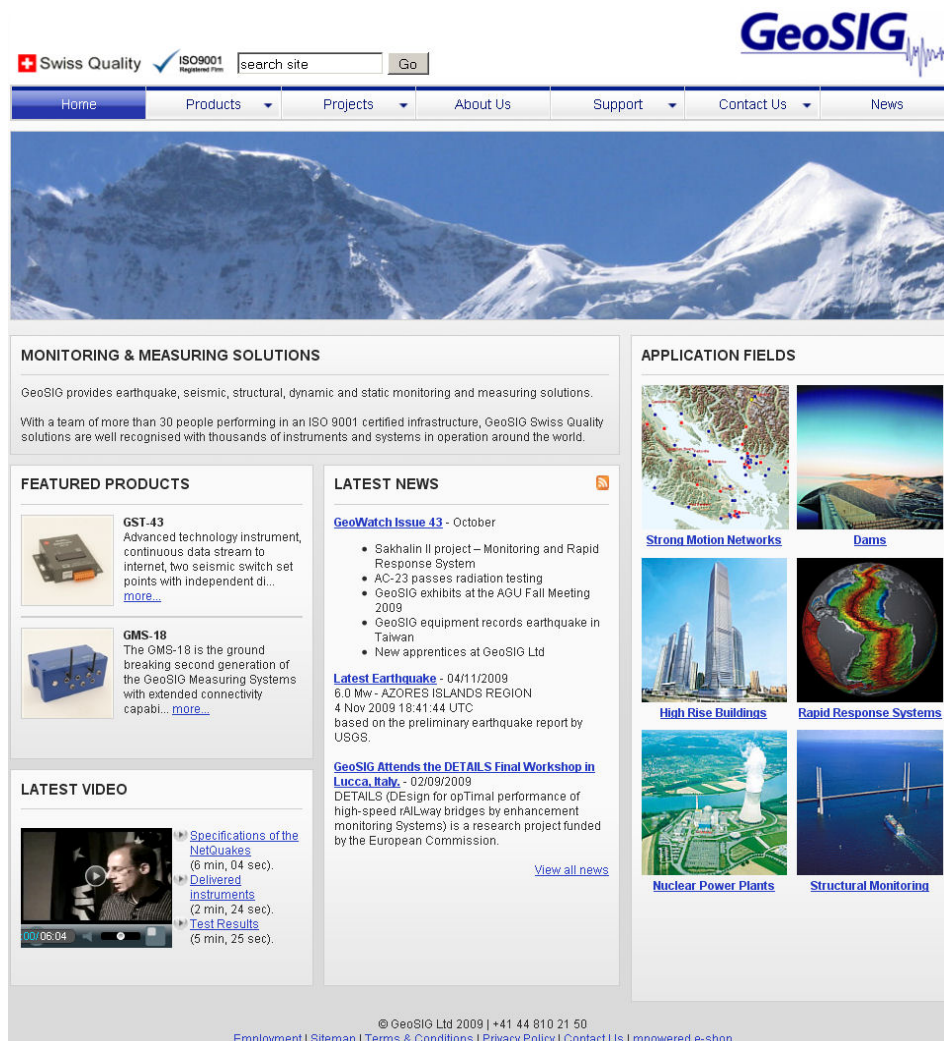 GeoSIG
Swiss Quality
ISO9001
Registered Firm
search site
Go
Home
Products
Projects
About Us
Support
Contact Us
News
MONITORING & MEASURING SOLUTIONS
GeoSIG provides earthquake, seismic, structural, dynamic and static monitoring and measuring solutions.
With a team of more than 30 people performing in an ISO 9001 certified infrastructure, GeoSIG Swiss Quality
solutions are well recognised with thousands of instruments and systems in operation around the world.
FEATURED PRODUCTS
GST-43
Advanced technology instrument,
continuous data stream to
internet, two seismic switch set
points with independent di...
more...
GMS-18
The GMS-18 is the ground
breaking second generation of
the GeoSIG Measuring Systems
with extended connectivity
capabi... more...
LATEST VIDEO
:00/06:04
Specifications of the
NetQuakes
(6 min, 04 sec).
Delivered
instruments
(2 min, 24 sec).
Test Results
(5 min, 25 sec).
LATEST NEWS
GeoWatch Issue 43 - October
Sakhalin II project – Monitoring and Rapid
Response System
AC-23 passes radiation testing
GeoSIG exhibits at the AGU Fall Meeting
2009
GeoSIG equipment records earthquake in
Taiwan
New apprentices at GeoSIG Ltd
Latest Earthquake - 04/11/2009
6.0 Mw - AZORES ISLANDS REGION
4 Nov 2009 18:41:44 UTC
based on the preliminary earthquake report by
USGS.
GeoSIG Attends the DETAILS Final Workshop in
Lucca, Italy. - 02/09/2009
DETAILS (DEsign for opTimal performance of
high-speed rAILway bridges by enhancement
monitoring Systems) is a research project funded
by the European Commission.
View all news
APPLICATION FIELDS
Strong Motion Networks
Dams
High Rise Buildings
Rapid Response Systems
Nuclear Power Plants
Structural Monitoring
© GeoSIG Ltd 2009 | +41 44 810 21 50
Employment | Sitemap | Terms & Conditions | Privacy Policy | Contact Us | mpowered e-shop